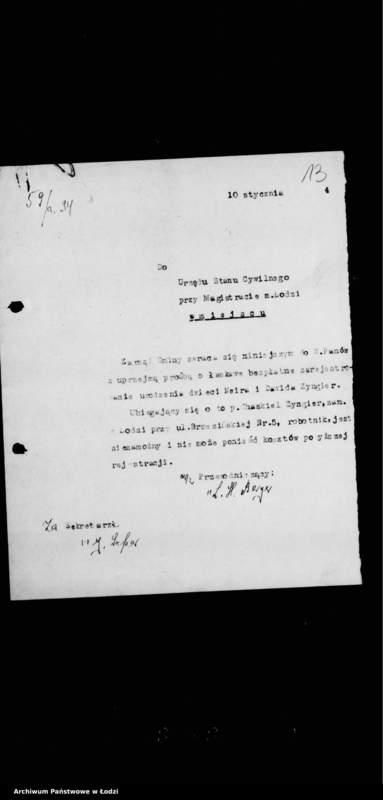 13
59/a.34
10 stycznia 4
Do
Urzędu Stanu Cywilnego
przy Magistracie m.Łodzi
w miejscu
Zarząd Gminy zwraca się niniejszym do W.Panów
z uprzejmą prośbą o łaskawe bezpłatne zarejestro-
wanie urodzenia dzieci Meira i Dawida Zyngier.
Ubiegający się o to p. Chaskiel Zyngier, zam.
w Łodzi przy ul.Brzezińskiej Nr.5, robotnik, jest
niezamożny i nie może ponieść kosztów powyższej
rejestracji.
Przewodniczący:
Berger
Za Sekretarz
Archiwum Państwowe w Łodzi